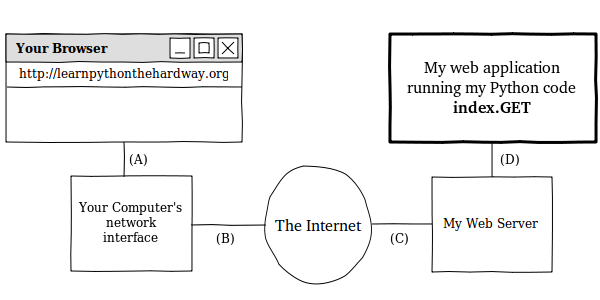 Your Browser
http://learnpythonthehardway.org
My web application
running my Python code
index.GET
(A)
(D)
Your Computer's
network
interface
(B)
The Internet
(C)
My Web Server